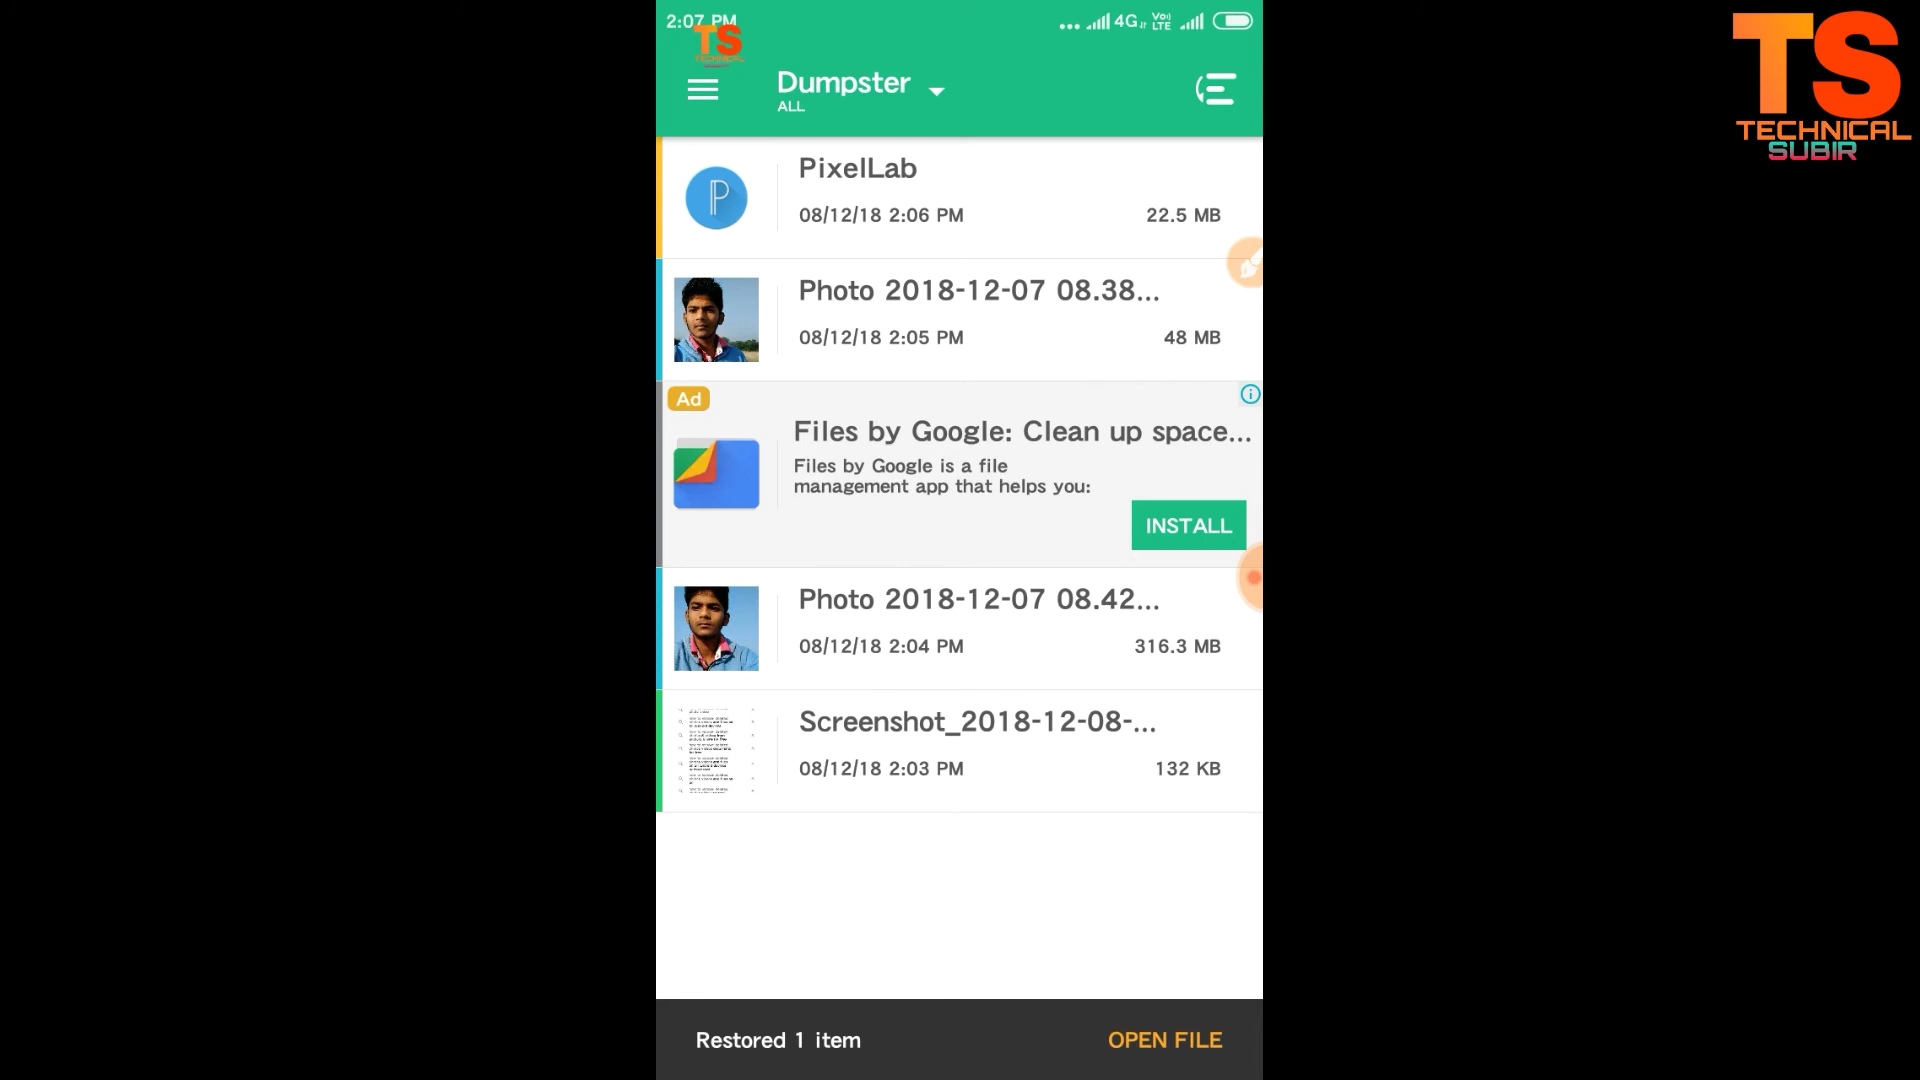 2:07 PM
4G
Vo)
LTE
TS
TECHNICAL
Dumpster
ALL
TS
TECHNICAL
SUBIR
PixelLab
08/12/18 2:06 PM
22.5 MB
Photo 2018-12-07 08.38...
08/12/18 2:05 PM
48 MB
Ad
Files by Google: Clean up space...
Files by Google is a file
management app that helps you:
INSTALL
Photo 2018-12-07 08.42...
08/12/18 2:04 PM
316.3 MB
Screenshot_2018-12-08-...
08/12/18 2:03 PM
132 KB
Restored 1 item
OPEN FILE